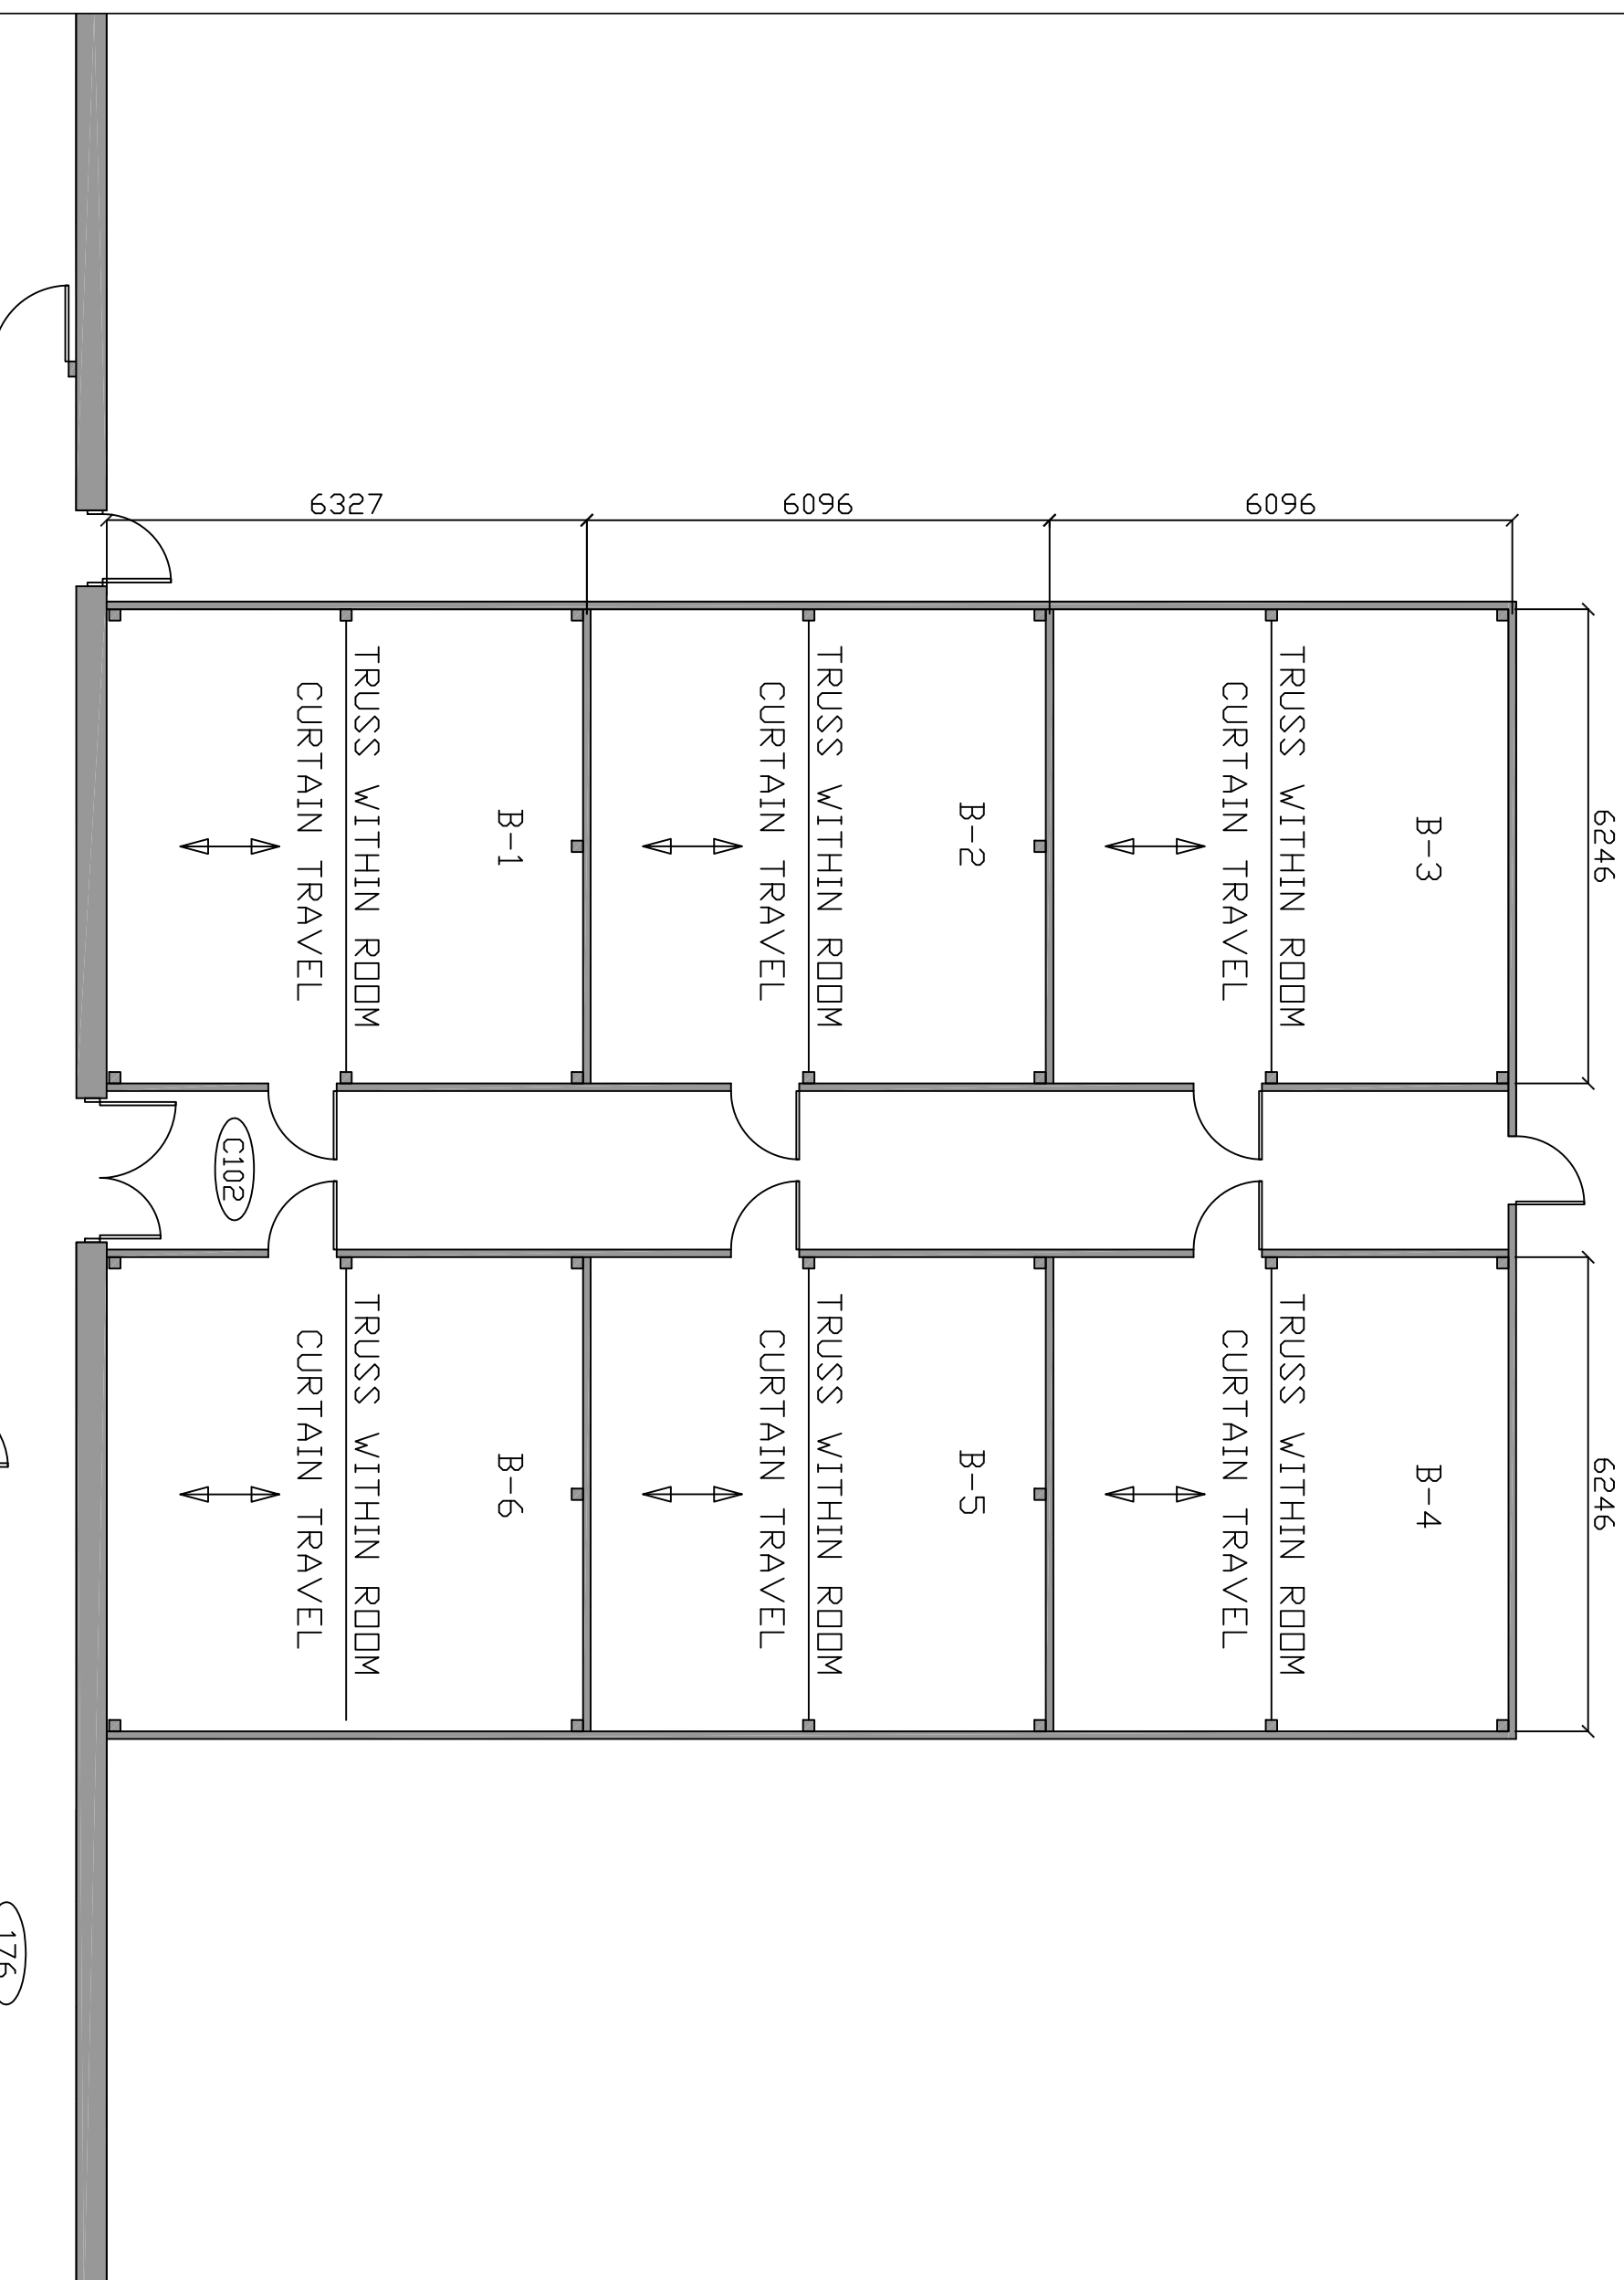 6246
6246
B-3
TRUSS WITHIN ROOM
CURTAIN TRAVEL
B-4
TRUSS WITHIN ROOM
CURTAIN TRAVEL
6096
B-2
TRUSS WITHIN ROOM
CURTAIN TRAVEL
B-5
TRUSS WITHIN ROOM
CURTAIN TRAVEL
6096
B-1
TRUSS WITHIN ROOM
CURTAIN TRAVEL
B-6
TRUSS WITHIN ROOM
CURTAIN TRAVEL
6327
C102
176